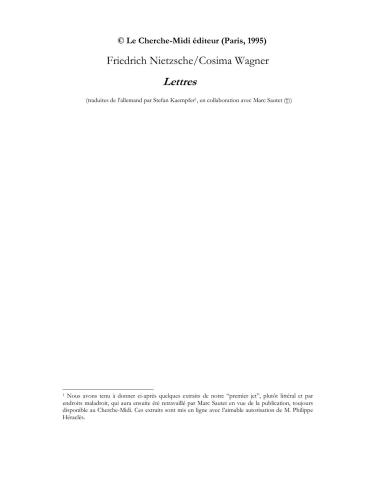 © Le Cherche-Midi éditeur (Paris, 1995)
Friedrich Nietzsche/Cosima Wagner
Lettres
(traduites de l'allemand par Stefan Kaempfer¹, en collaboration avec Marc Sautet (†))
¹ Nous avons tenu à donner ci-après quelques extraits de notre "premier jet", plutôt littéral et par
endroits maladroit, qui aura ensuite été retravaillé par Marc Sautet en vue de la publication, toujours
disponible au Cherche-Midi. Ces extraits sont mis en ligne avec l'aimable autorisation de M. Philippe
Héraclès.